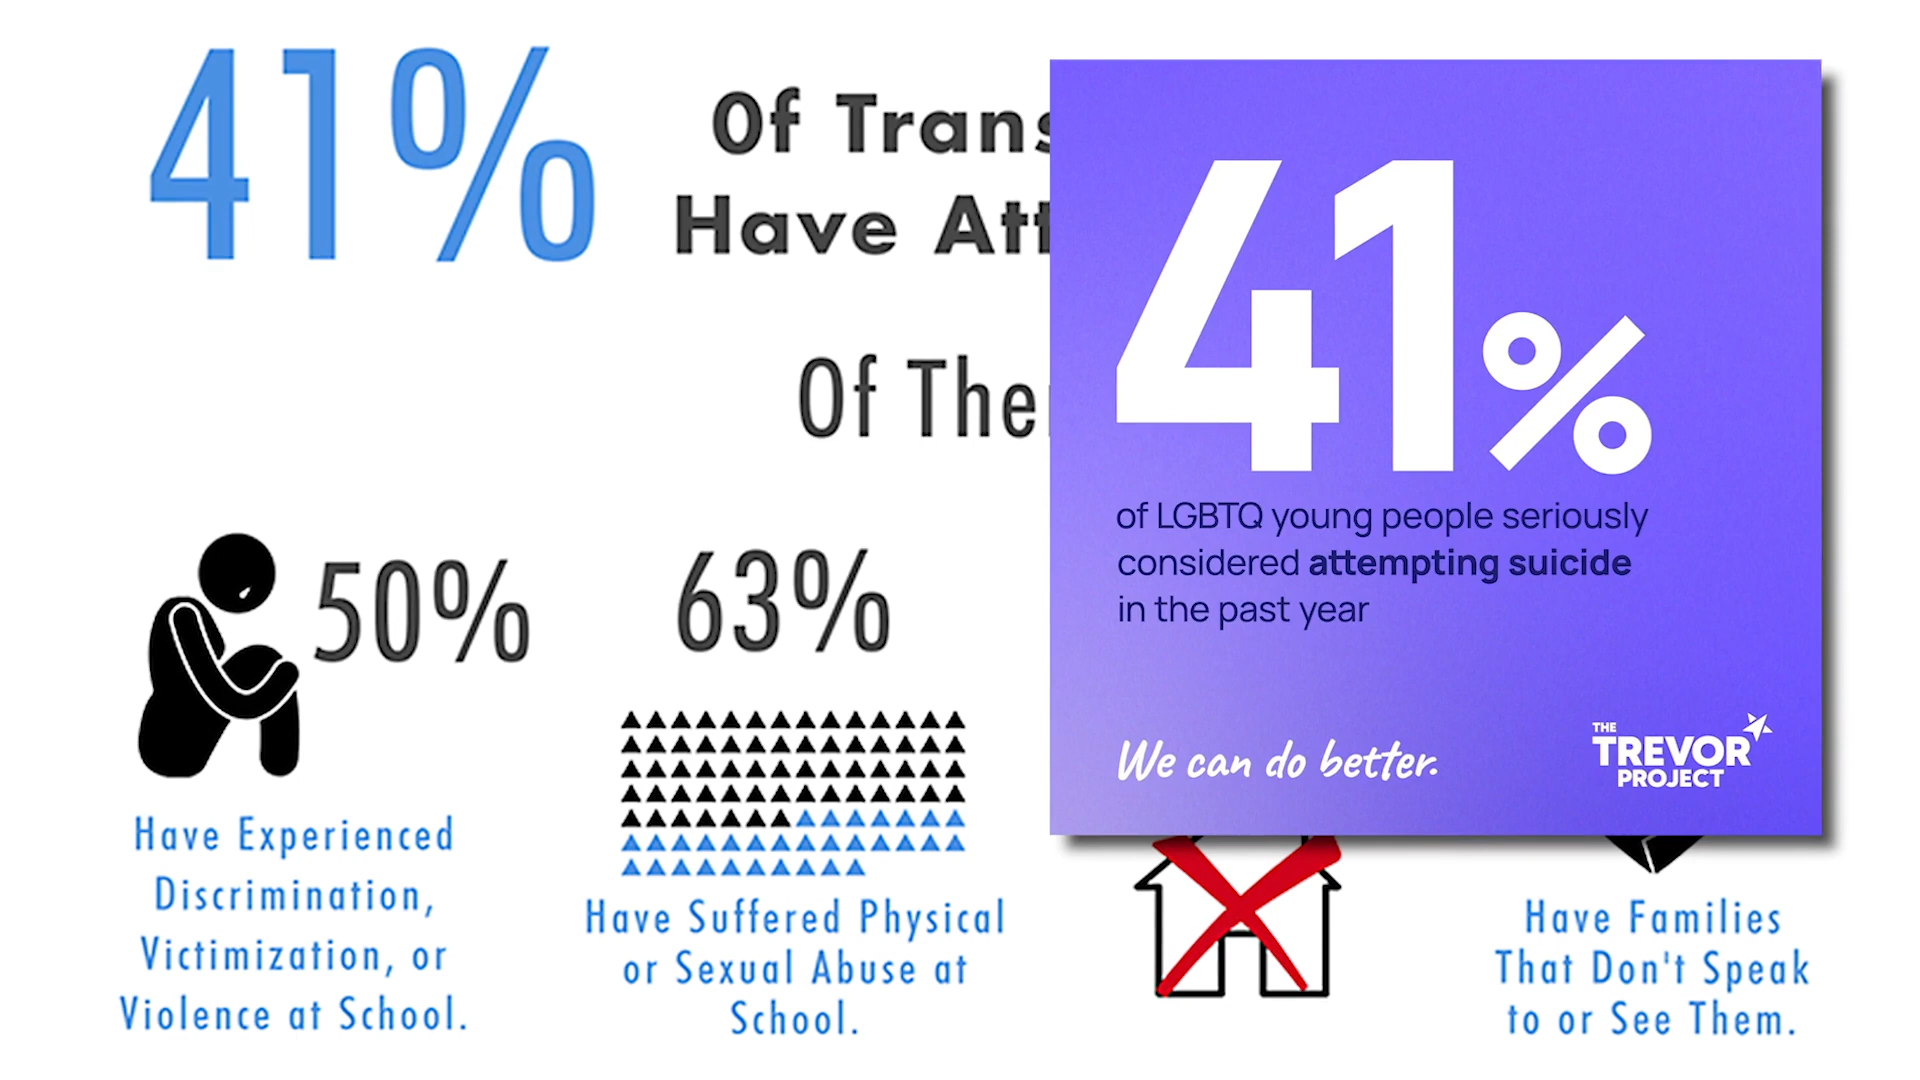 41%
Of Trans
Have Att
Of The
50%
Have Experienced
Discrimination,
Victimization, or
Violence at School.
63%
Have Suffered Physical
or Sexual Abuse at
School.
41%
of LGBTQ young people seriously
considered attempting suicide
in the past year
We can do better.
THE
TREVOR
PROJECT
Have Families
That Don't Speak
to or See Them.